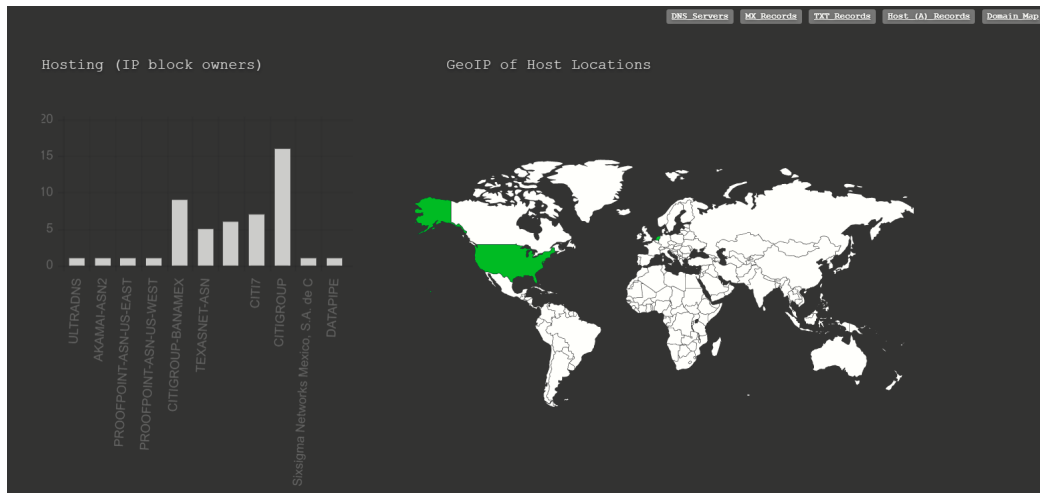 DNS Servers
MX Records
TXT Records
Host (A) Records
Domain Map
Hosting (IP block owners)
GeoIP of Host Locations
20
15
10
5
0
ULTRADNS
AKAMAI-ASN2
PROOFPOINT-ASN-US-EAST
PROOFPOINT-ASN-US-WEST
CITIGROUP-BANAMEX
TEXASNET-ASN
CITI7
CITIGROUP
Sixsigma Networks Mexico, S.A. de C
DATAPIPE